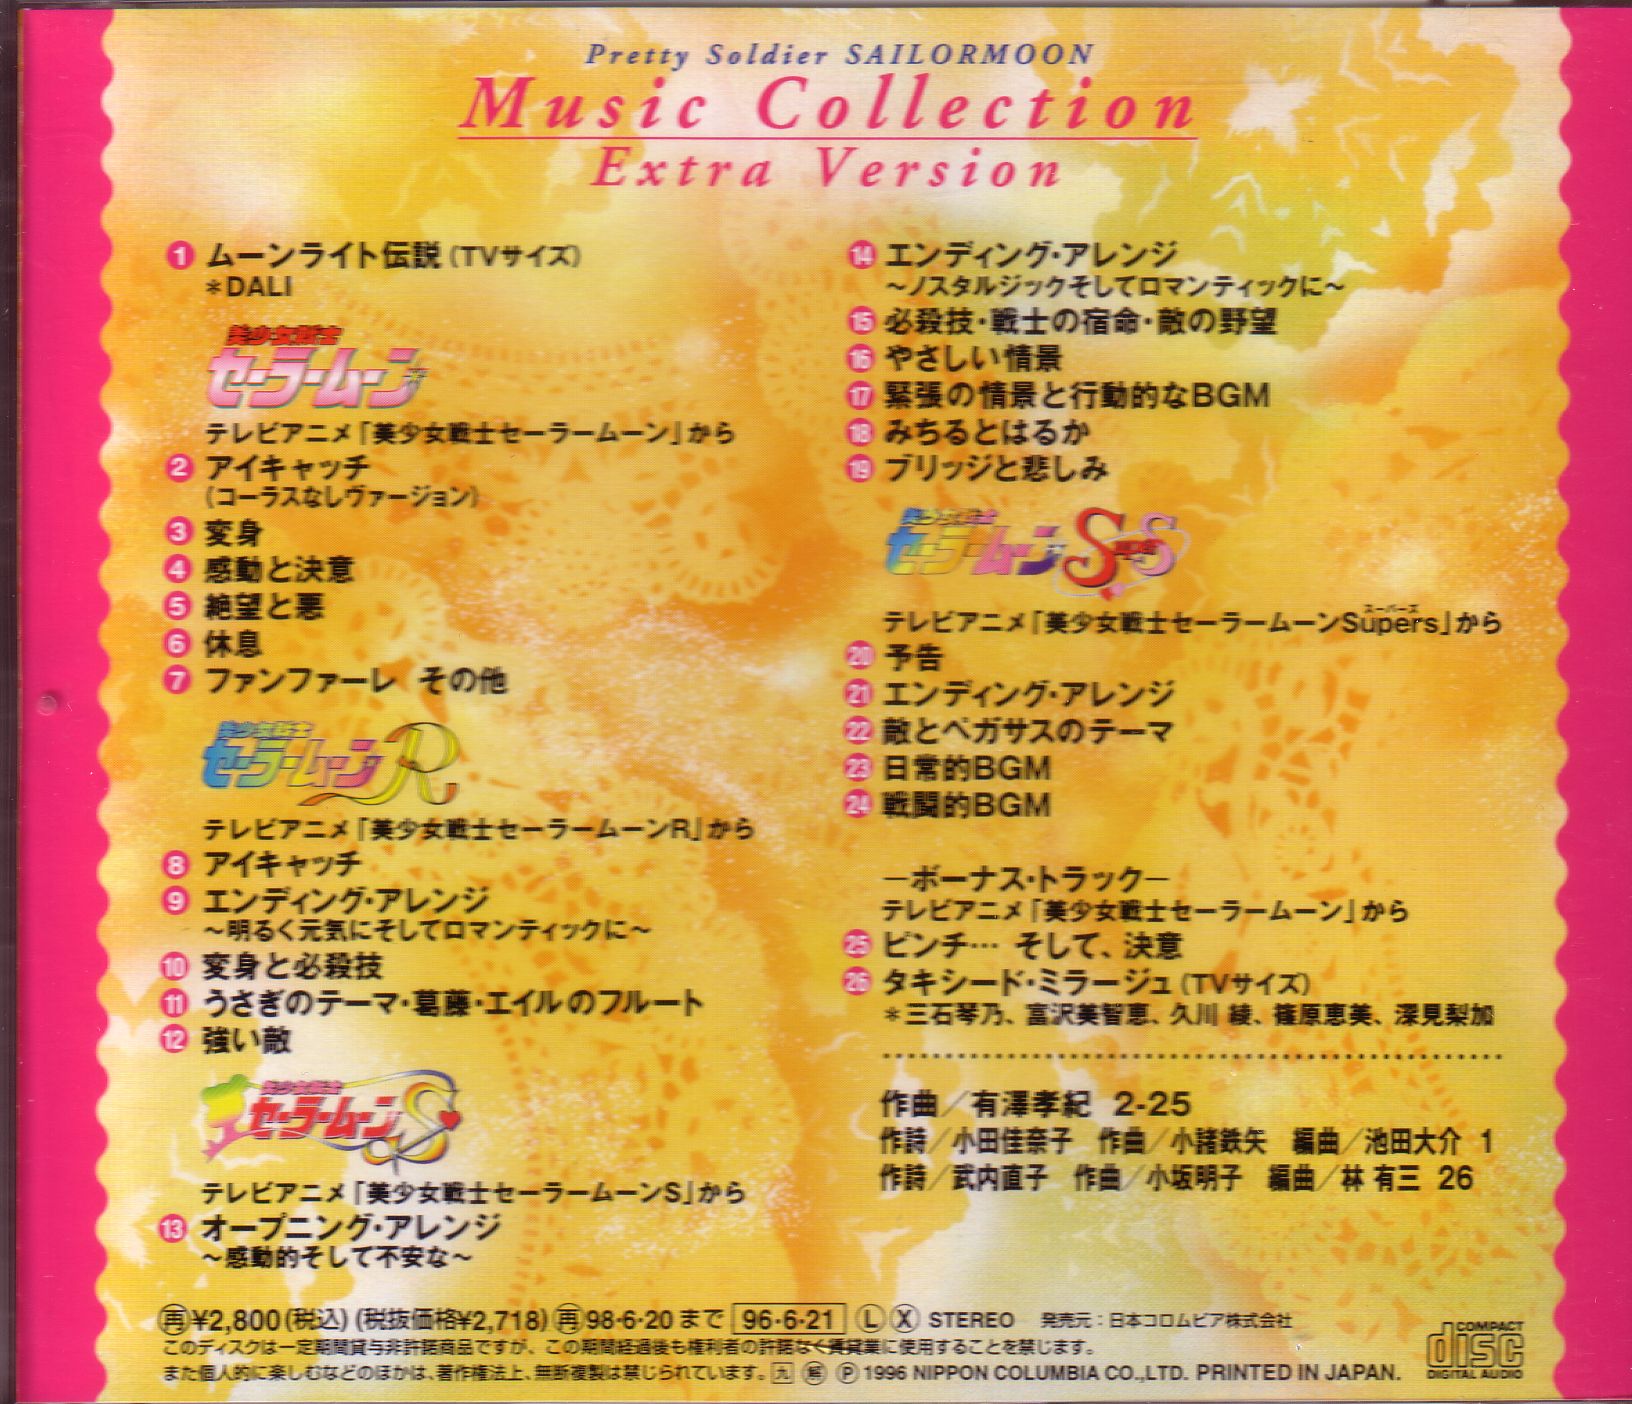 Pretty Soldier SAILORMOON
Music Collection
Extra Version
1 ムーンライト伝説(TVサイズ)
*DALI
美少女戦士
セーラームーン
テレビアニメ「美少女戦士セーラームーン」から
2 アイキャッチ
(コーラスなしヴァージョン)
3 変身
4 感動と決意
5 絶望と悪
6 休息
7 ファンファーレ その他
美少女戦士
セーラームーンR
テレビアニメ「美少女戦士セーラームーンR」から
8 アイキャッチ
9 エンディング・アレンジ
〜明るく元気にそしてロマンティックに〜
10 変身と必殺技
11 うさぎのテーマ・葛藤・エイルのフルート
12 強い敵
美少女戦士
セーラームーンS
テレビアニメ「美少女戦士セーラームーンS」から
13 オープニング・アレンジ
〜感動的そして不安な〜
14 エンディング・アレンジ
〜ノスタルジックそしてロマンティックに〜
15 必殺技・戦士の宿命・敵の野望
16 やさしい情景
17 緊張の情景と行動的なBGM
18 みちるとはるか
19 ブリッジと悲しみ
美少女戦士
セーラームーンSuperS
スーパーズ
テレビアニメ「美少女戦士セーラームーンSupers」から
20 予告
21 エンディング・アレンジ
22 敵とペガサスのテーマ
23 日常的BGM
24 戦闘的BGM
—ボーナス・トラック—
テレビアニメ「美少女戦士セーラームーン」から
25 ピンチ… そして、決意
26 タキシード・ミラージュ(TVサイズ)
*三石琴乃、富沢美智恵、久川 綾、篠原恵美、深見梨加
作曲/有澤孝紀 2-25
作詩/小田佳奈子 作曲/小諸鉄矢 編曲/池田大介 1
作詩/武内直子 作曲/小坂明子 編曲/林 有三 26
再¥2,800(税込)(税抜価格¥2,718)再98・6・20まで 96・6・21 L X STEREO 発売元:日本コロムビア株式会社
このディスクは一定期間貸与非許諾商品ですが、この期間経過後も権利者の許諾なく賃貸業に使用することを禁じます。
また個人的に楽しむなどのほかは、著作権法上、無断複製は禁じられています。 Ⓟ1996 NIPPON COLUMBIA CO.,LTD. PRINTED IN JAPAN.
COMPACT
disc
DIGITAL AUDIO